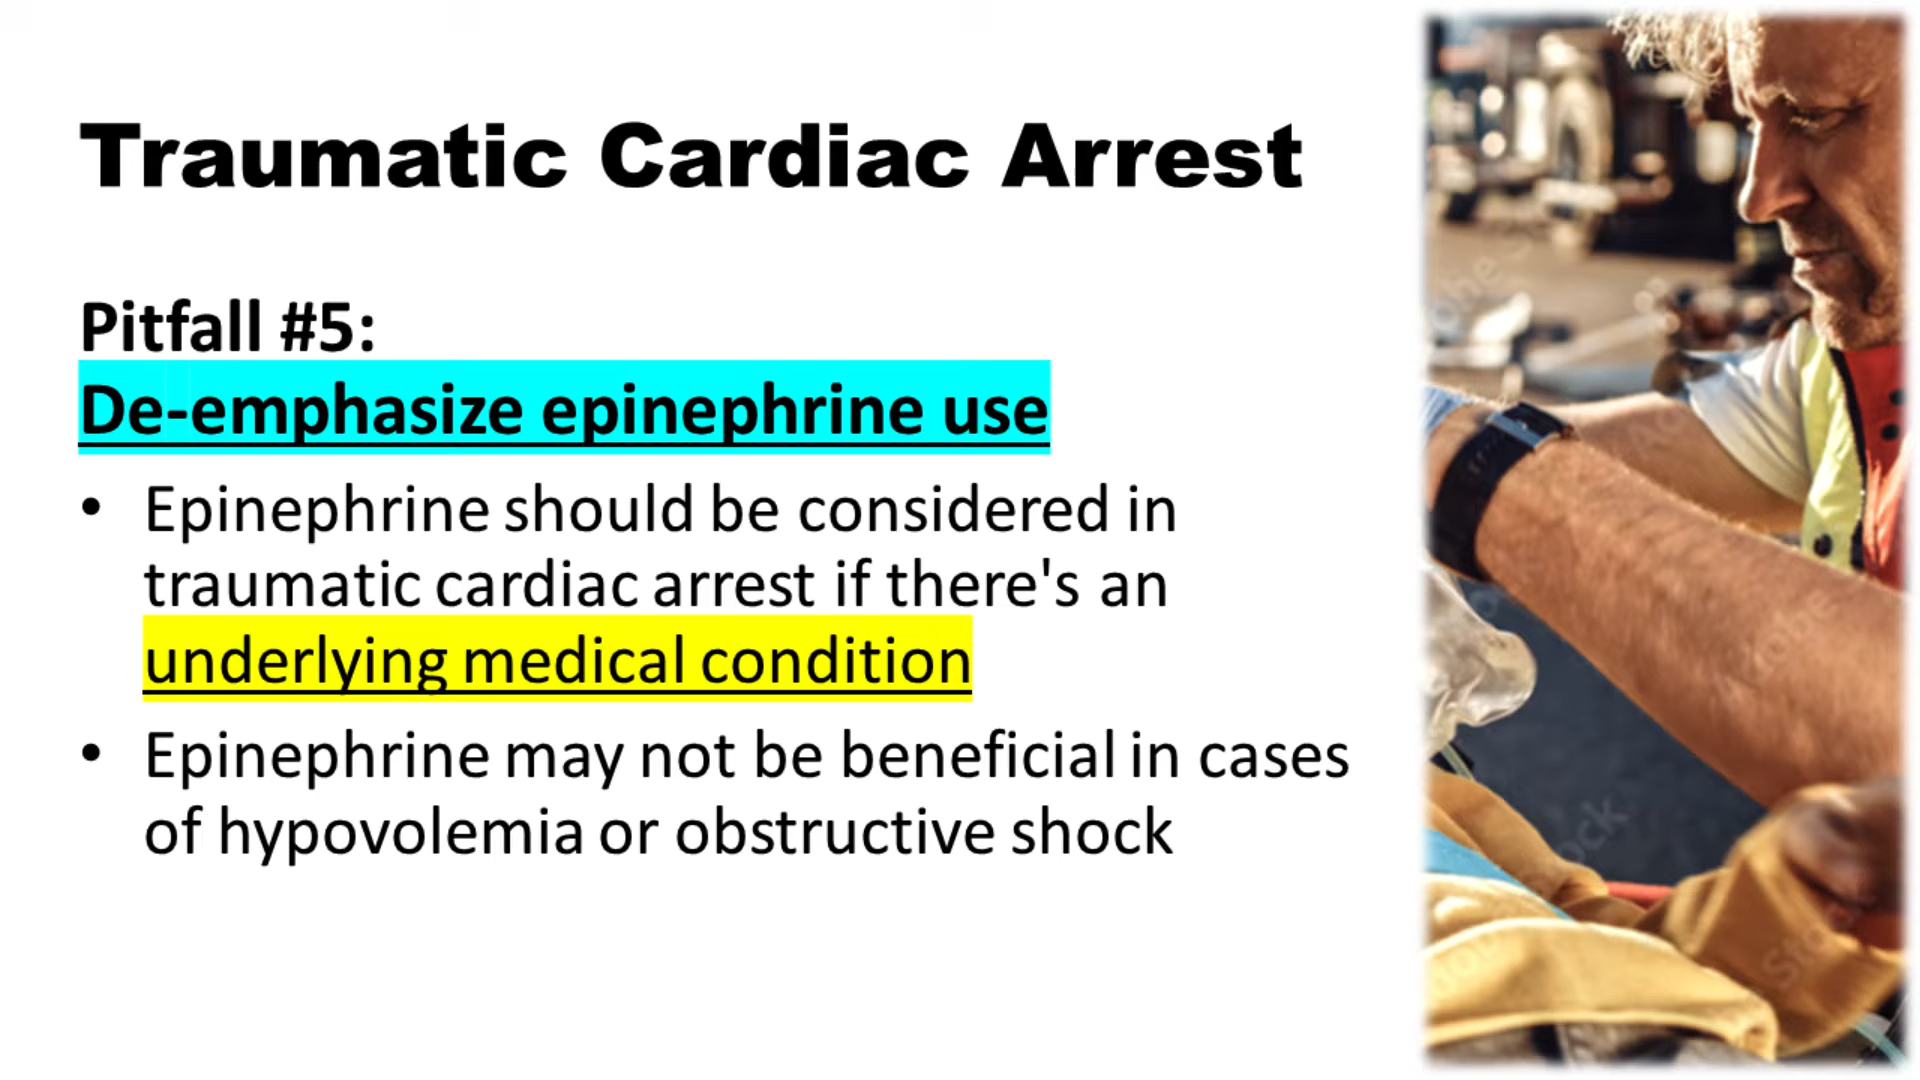 Traumatic Cardiac Arrest
Pitfall #5:
De-emphasize epinephrine use
• Epinephrine should be considered in
traumatic cardiac arrest if there's an
underlying medical condition
• Epinephrine may not be beneficial in cases
of hypovolemia or obstructive shock